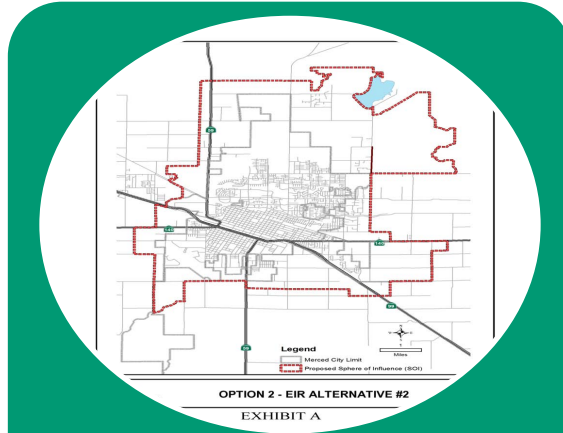 Legend
Merced City Limit
Proposed Sphere of Influence (SOI)
Miles
OPTION 2 - EIR ALTERNATIVE #2
EXHIBIT A